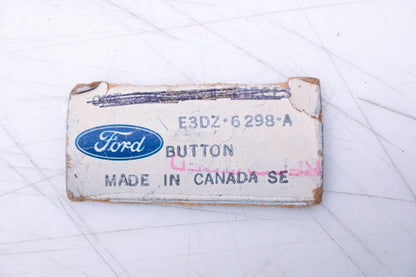 E3DZ-6298-A
Ford
BUTTON
MADE IN CANADA SE